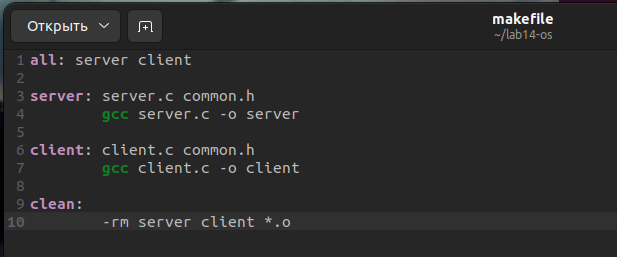 Открыть
makefile
~/lab14-os
1 all: server client
2
3 server: server.c common.h
4 gcc server.c -o server
5
6 client: client.c common.h
7 gcc client.c -o client
8
9 clean:
10 -rm server client *.o